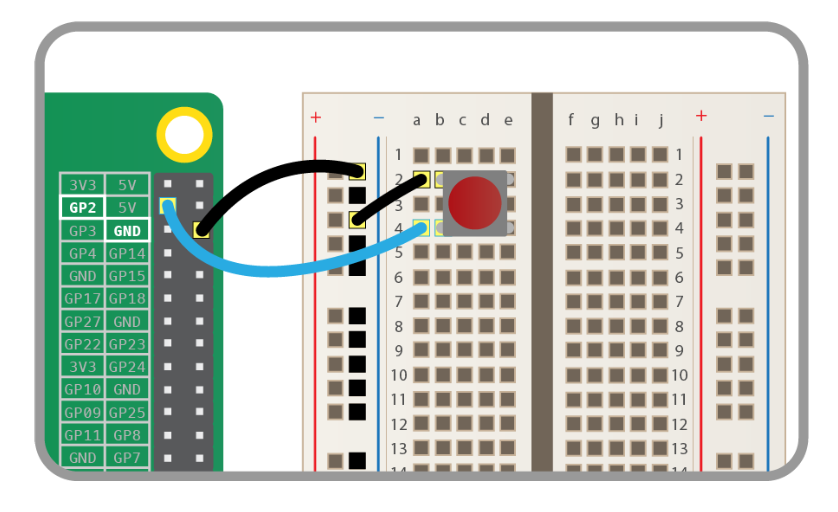 + − a b c d e f g h i j + −
1 1
3V3 5V 2 2
GP2 5V 3 3
GP3 GND 4 4
GP4 GP14 5 5
GND GP15 6 6
GP17 GP18 7 7
GP27 GND 8 8
GP22 GP23 9 9
3V3 GP24 10 10
GP10 GND 11 11
GP09 GP25 12 12
GP11 GP8 13 13
GND GP7 14 14